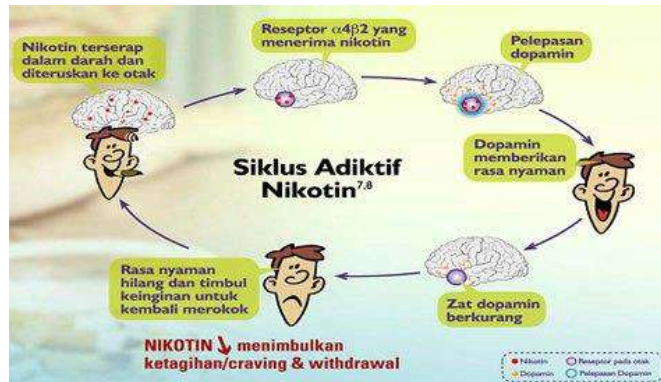 Nikotin terserap
dalam darah dan
diteruskan ke otak
Reseptor α4β2 yang
menerima nikotin
Pelepasan
dopamin
Dopamin
memberikan
rasa nyaman
Siklus Adiktif
Nikotin7,8
Zat dopamin
berkurang
Rasa nyaman
hilang dan timbul
keinginan untuk
kembali merokok
NIKOTIN ↘ menimbulkan
ketagihan/craving & withdrawal
Nikotin
Reseptor pada otak
Dopamin
Pelepasan Dopamin